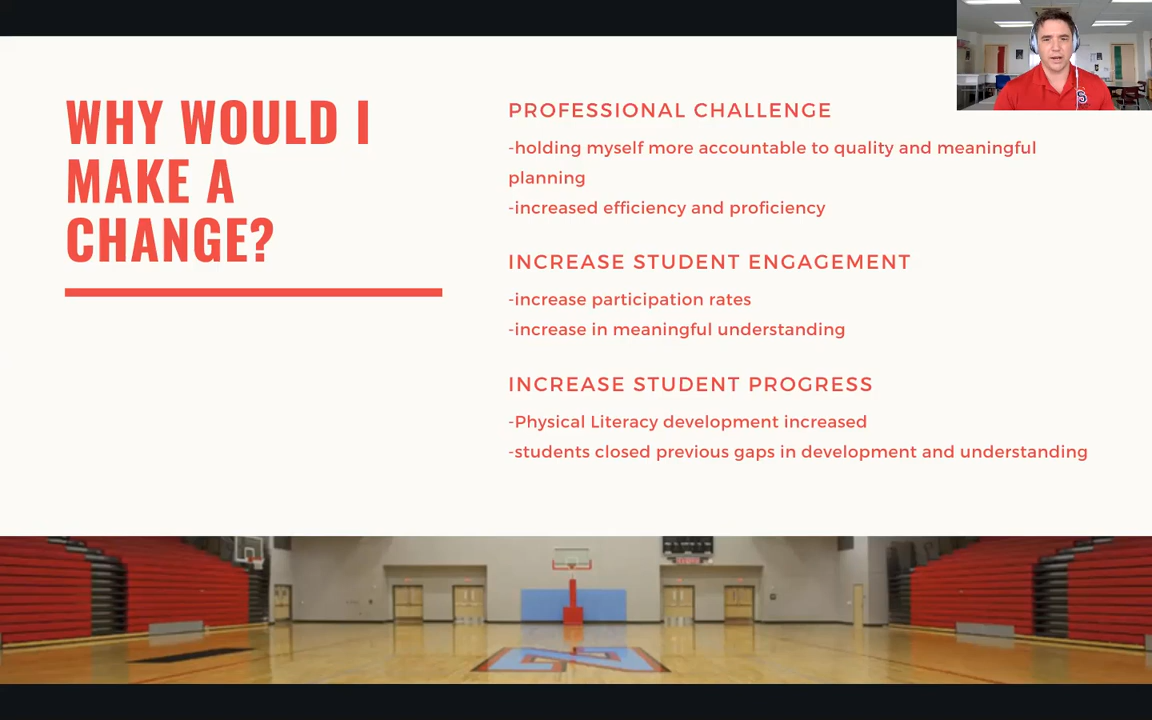 WHY WOULD I
MAKE A
CHANGE?
PROFESSIONAL CHALLENGE
-holding myself more accountable to quality and meaningful
planning
-increased efficiency and proficiency
INCREASE STUDENT ENGAGEMENT
-increase participation rates
-increase in meaningful understanding
INCREASE STUDENT PROGRESS
-Physical Literacy development increased
-students closed previous gaps in development and understanding